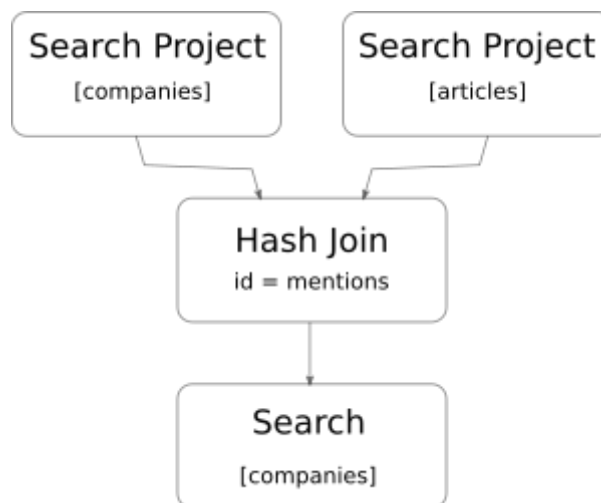 Search Project
[companies]
Search Project
[articles]
Hash Join
id = mentions
Search
[companies]